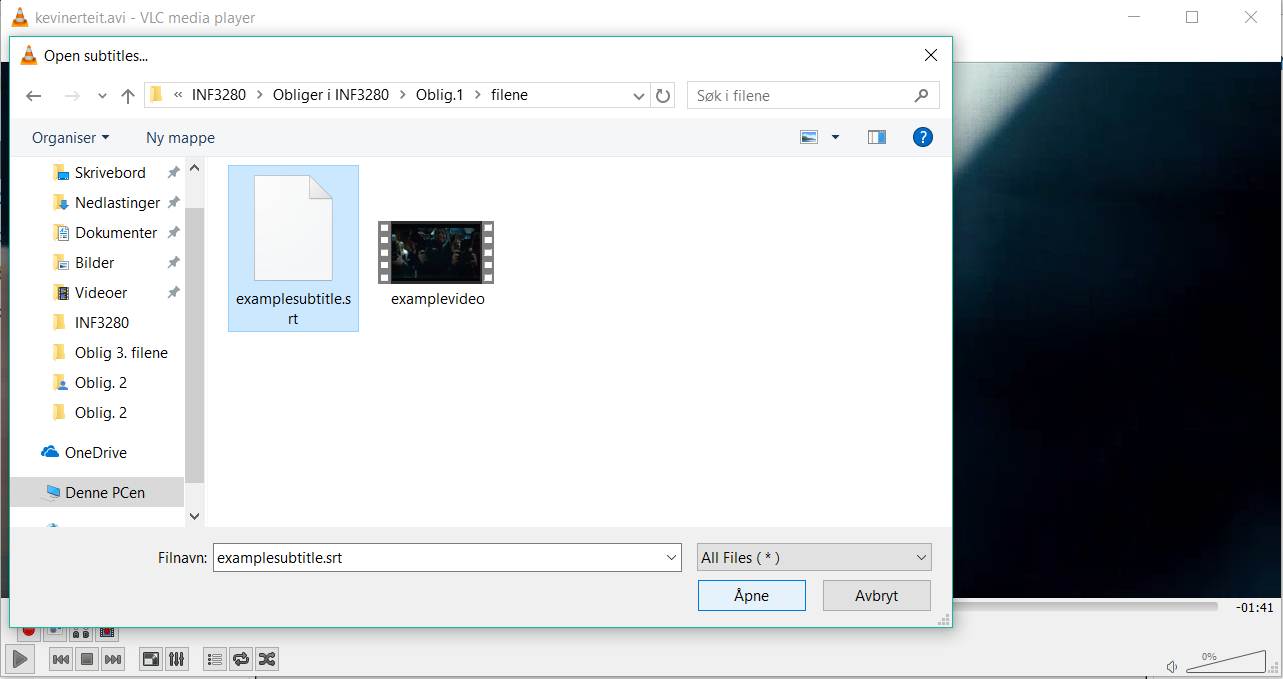 kevinerteit.avi - VLC media player
Open subtitles...
« INF3280 > Obliger i INF3280 > Oblig.1 > filene
Søk i filene
Organiser
Ny mappe
?
Skrivebord
Nedlastinger
Dokumenter
Bilder
Videoer
INF3280
Oblig 3. filene
Oblig. 2
Oblig. 2
OneDrive
Denne PCen
examplesubtitle.s
rt
examplevideo
Filnavn:
examplesubtitle.srt
All Files ( * )
Åpne
Avbryt
-01:41
0%